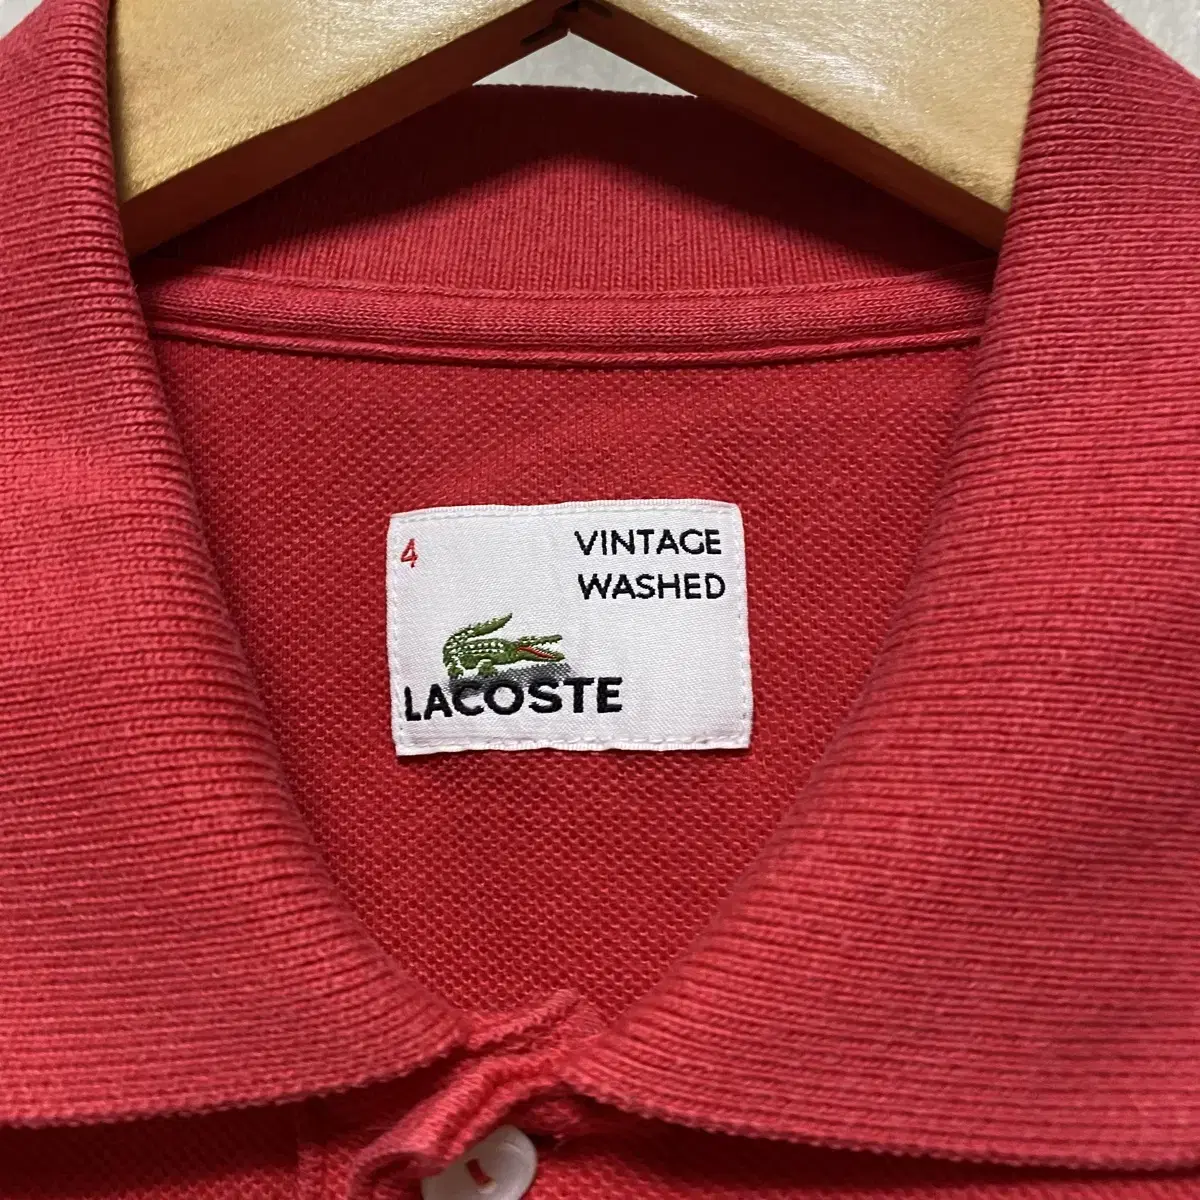 4
VINTAGE
WASHED
LACOSTE